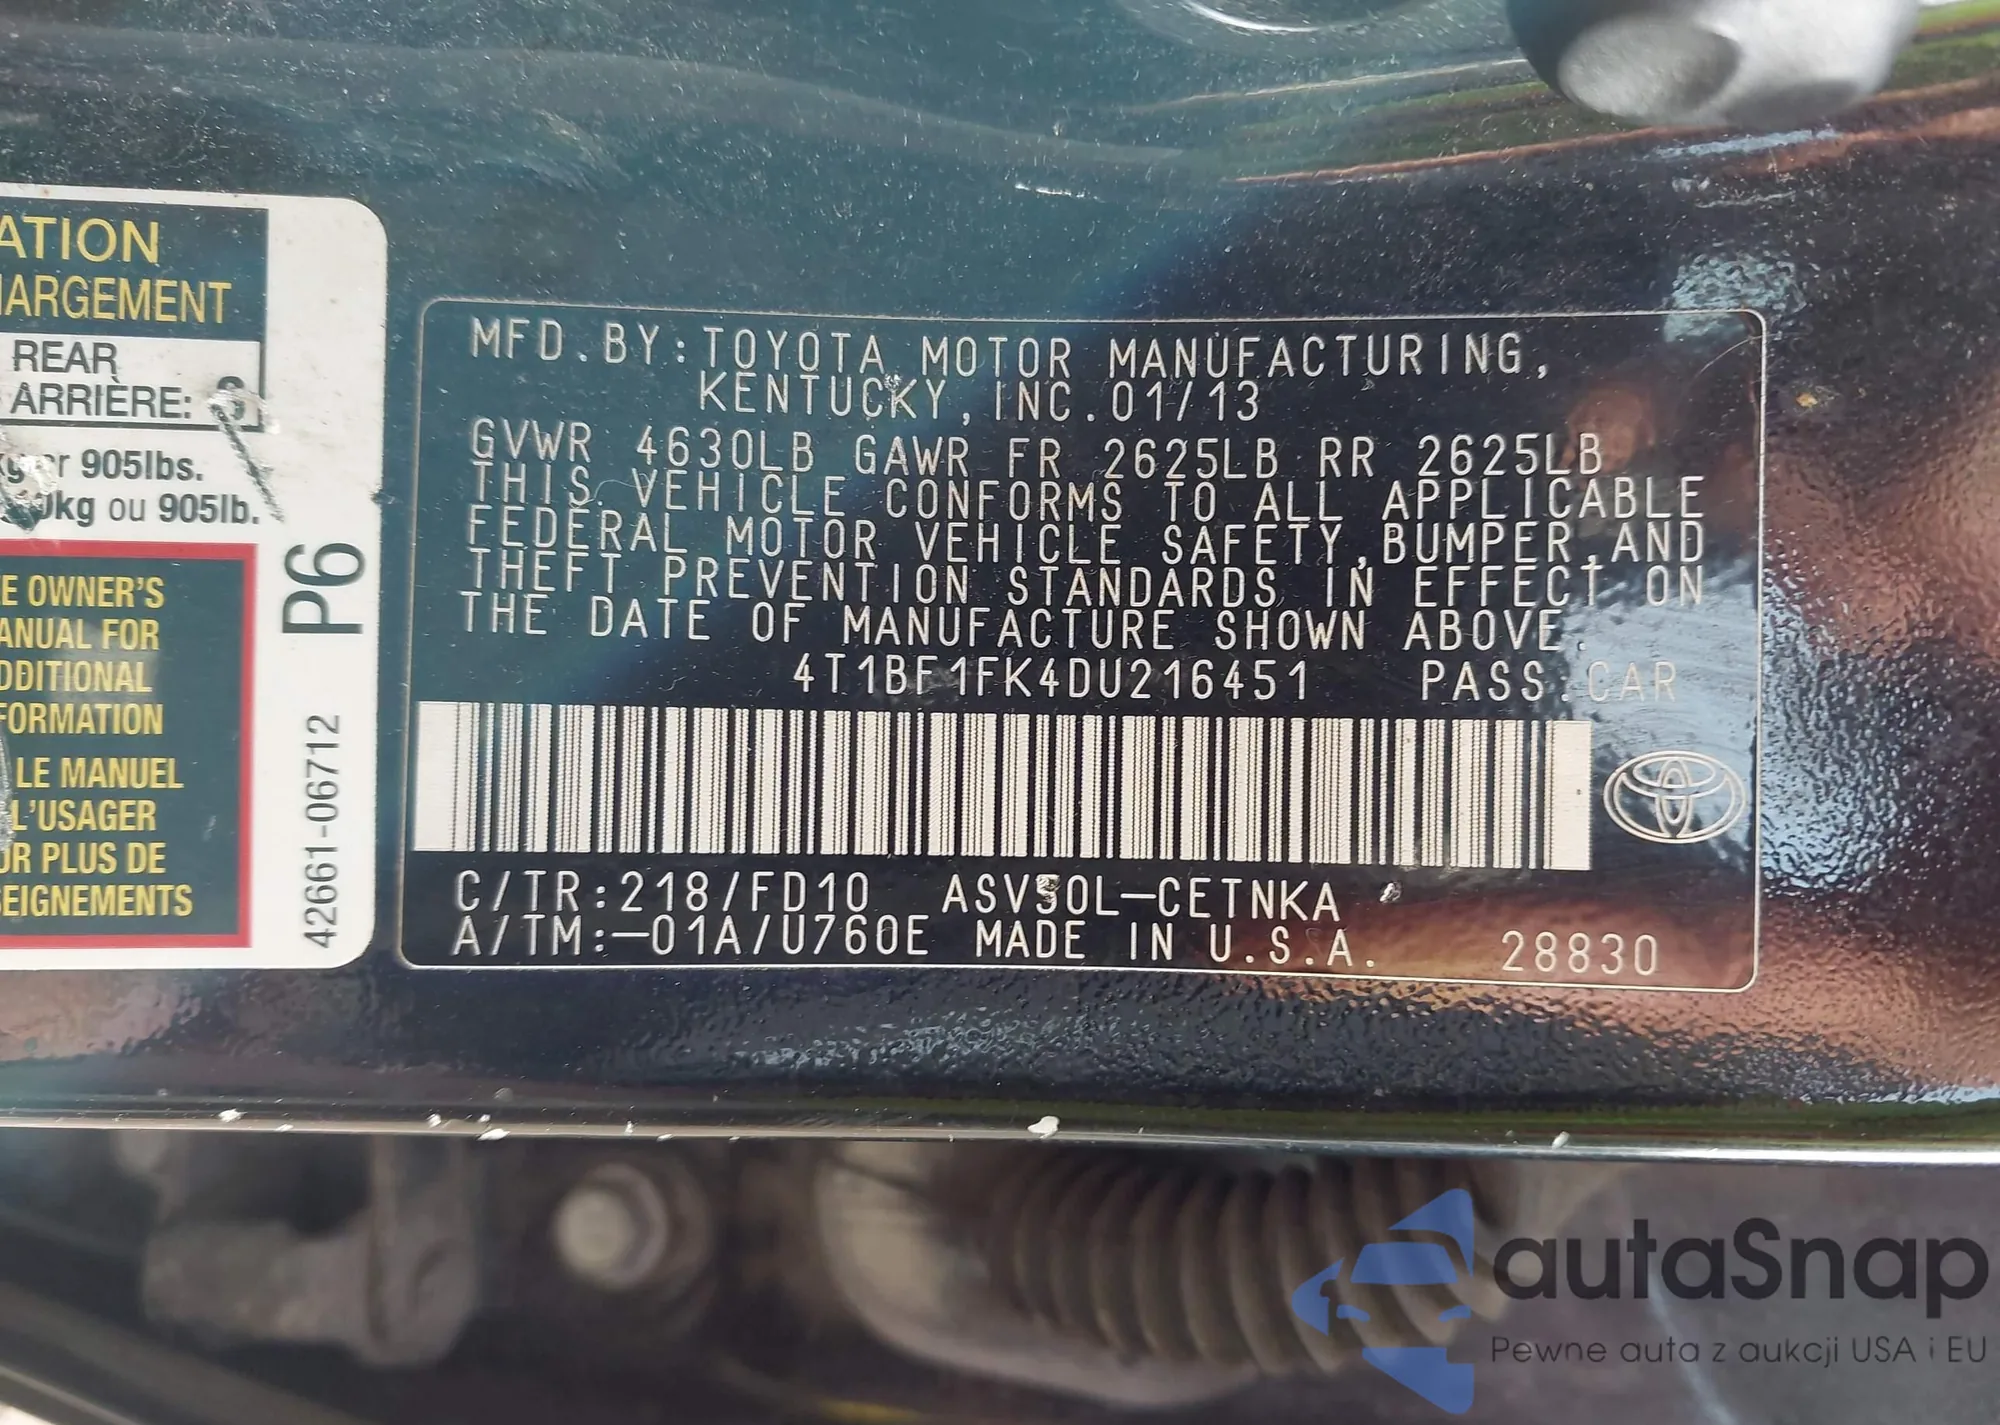 ATION
HARGEMENT
REAR
ARRIÈRE:
905lbs.
0kg ou 905lb.
E OWNER'S
ANUAL FOR
DDITIONAL
FORMATION
LE MANUEL
L'USAGER
OR PLUS DE
SEIGNEMENTS
P6
42661-06712
MFD.BY:TOYOTA MOTOR MANUFACTURING,
KENTUCKY,INC.01/13
GVWR 4630LB GAWR FR 2625LB RR 2625LB
THIS VEHICLE CONFORMS TO ALL APPLICABLE
FEDERAL MOTOR VEHICLE SAFETY,BUMPER,AND
THEFT PREVENTION STANDARDS IN EFFECT ON
THE DATE OF MANUFACTURE SHOWN ABOVE.
4T1BF1FK4DU216451 PASS.CAR
C/TR:218/FD10 ASV50L-CETNKA
A/TM:-01A/U760E MADE IN U.S.A. 28830
autaSnap
Pewne auta z aukcji USA i EU